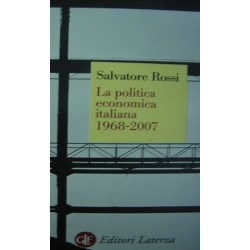 Salvatore Rossi
La politica
economica
italiana
1968-2007
Editori Laterza